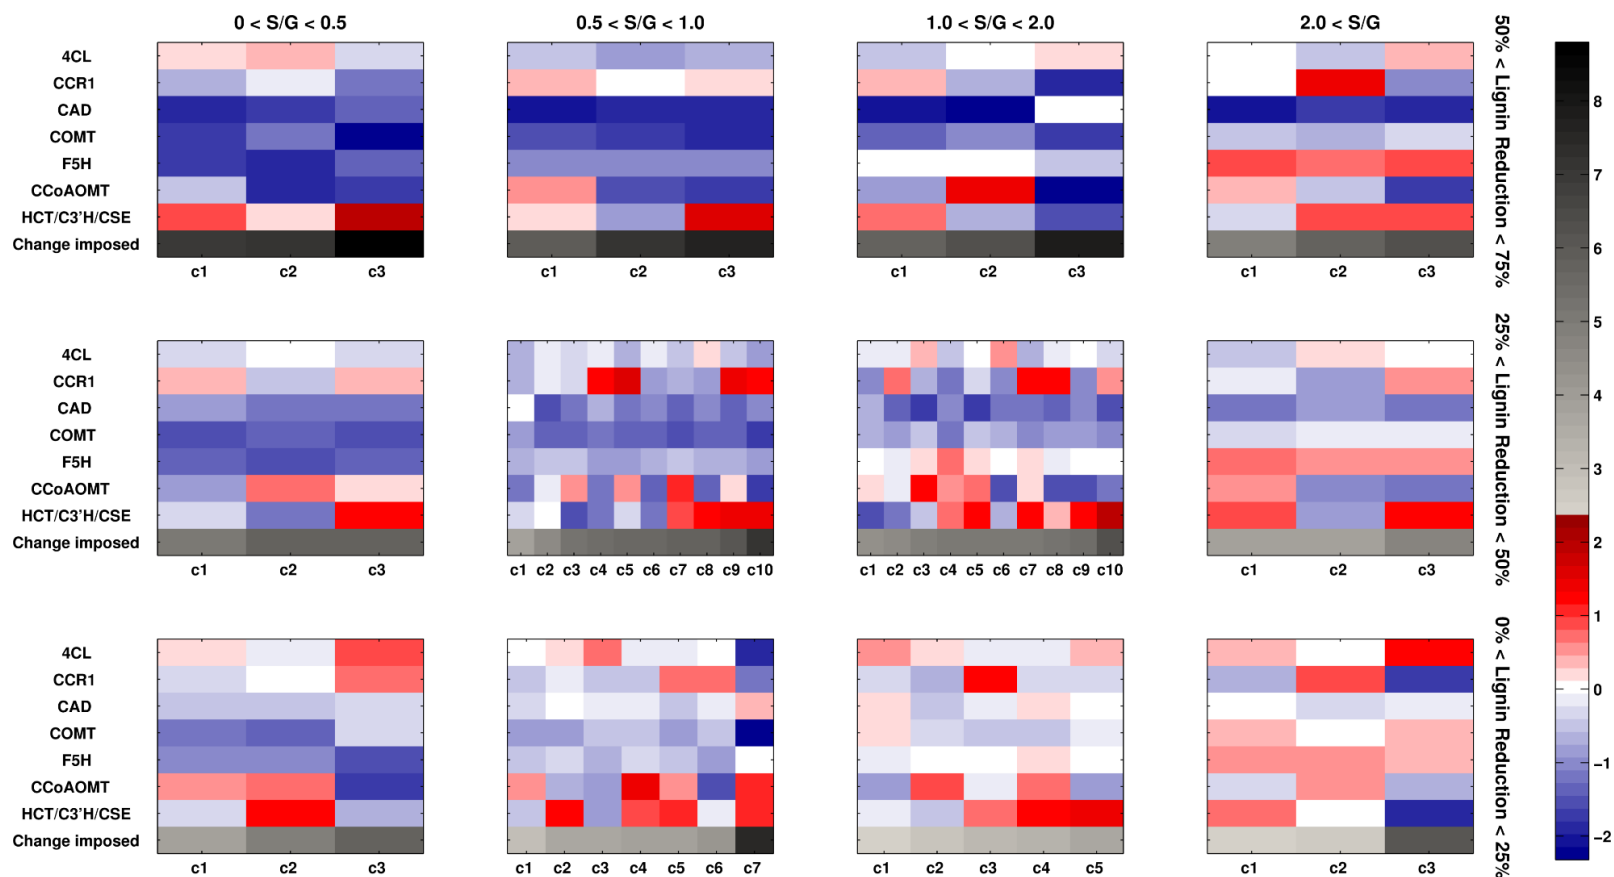 0 < S/G < 0.5
0.5 < S/G < 1.0
1.0 < S/G < 2.0
2.0 < S/G
4CL
CCR1
CAD
COMT
F5H
CCoAOMT
HCT/C3'H/CSE
Change imposed
c1 c2 c3
c1 c2 c3
c1 c2 c3
c1 c2 c3
50% < Lignin Reduction < 75%
4CL
CCR1
CAD
COMT
F5H
CCoAOMT
HCT/C3'H/CSE
Change imposed
c1 c2 c3
c1 c2 c3 c4 c5 c6 c7 c8 c9 c10
c1 c2 c3 c4 c5 c6 c7 c8 c9 c10
c1 c2 c3
25% < Lignin Reduction < 50%
4CL
CCR1
CAD
COMT
F5H
CCoAOMT
HCT/C3'H/CSE
Change imposed
c1 c2 c3
c1 c2 c3 c4 c5 c6 c7
c1 c2 c3 c4 c5
c1 c2 c3
0% < Lignin Reduction < 25%
8
7
6
5
4
3
2
1
0
−1
−2